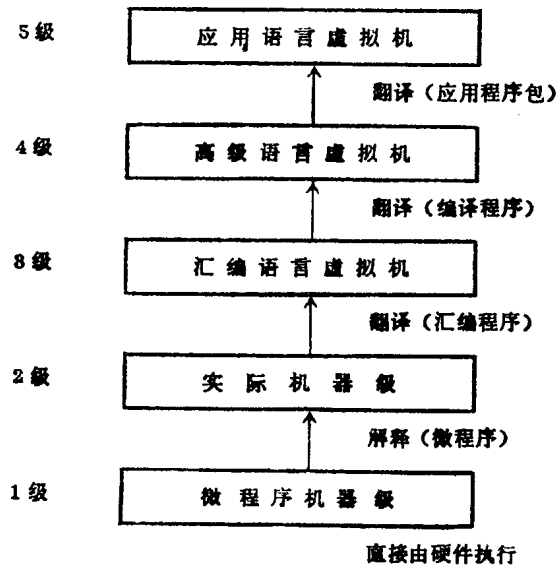 5级
应用语言虚拟机
翻译（应用程序包）
4级
高级语言虚拟机
翻译（编译程序）
8级
汇编语言虚拟机
翻译（汇编程序）
2级
实际机器级
解释（微程序）
1级
微程序机器级
直接由硬件执行